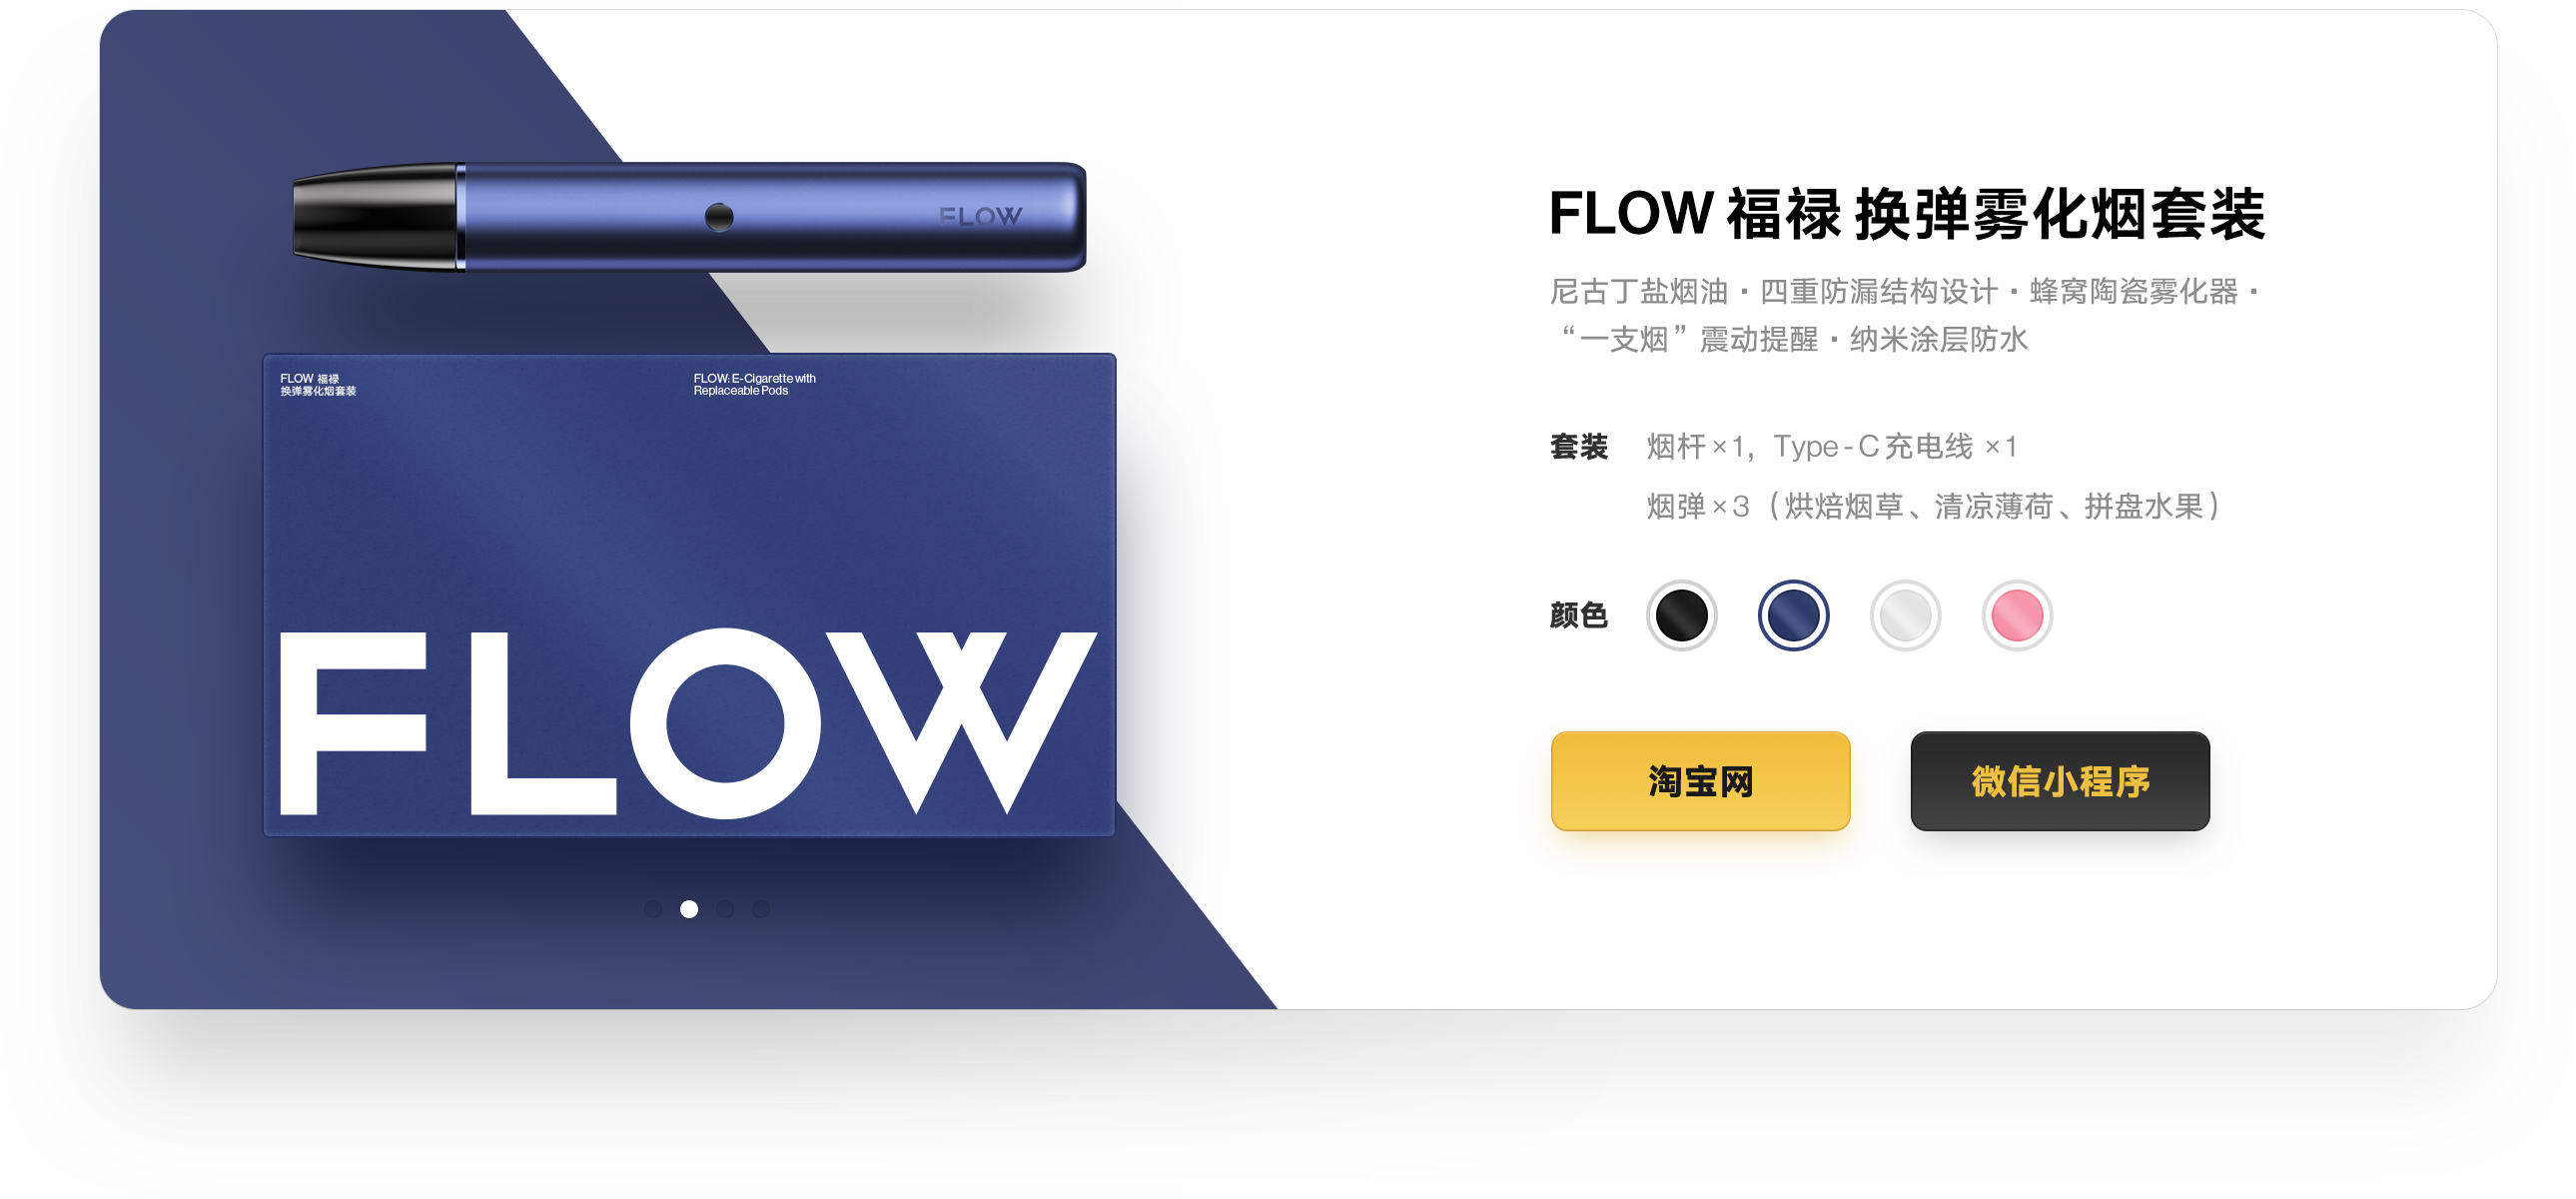 FLOW
FLOW 福禄
换弹雾化烟套装
FLOW: E-Cigarette with
Replaceable Pods
FLOW
FLOW 福禄 换弹雾化烟套装
尼古丁盐烟油 · 四重防漏结构设计 · 蜂窝陶瓷雾化器 ·
“一支烟”震动提醒 · 纳米涂层防水
套装 烟杆×1，Type-C充电线 ×1
烟弹×3（烘焙烟草、清凉薄荷、拼盘水果）
颜色
淘宝网 微信小程序